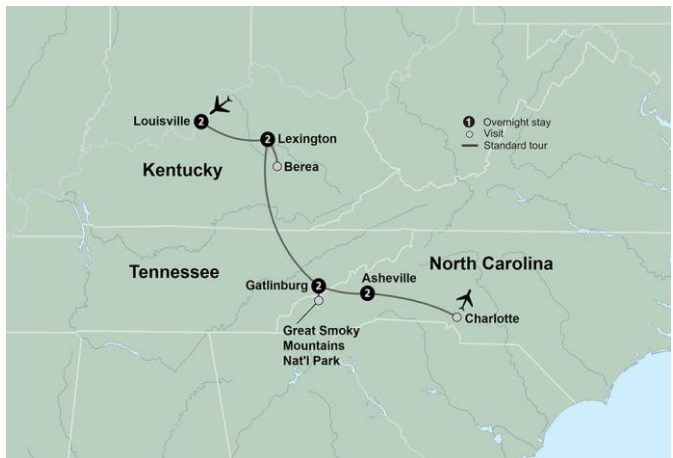 Louisville
2
2
Lexington
Berea
Kentucky
1 Overnight stay
Visit
Standard tour
Tennessee
North Carolina
Gatlinburg
2
Asheville
2
Charlotte
Great Smoky
Mountains
Nat'l Park